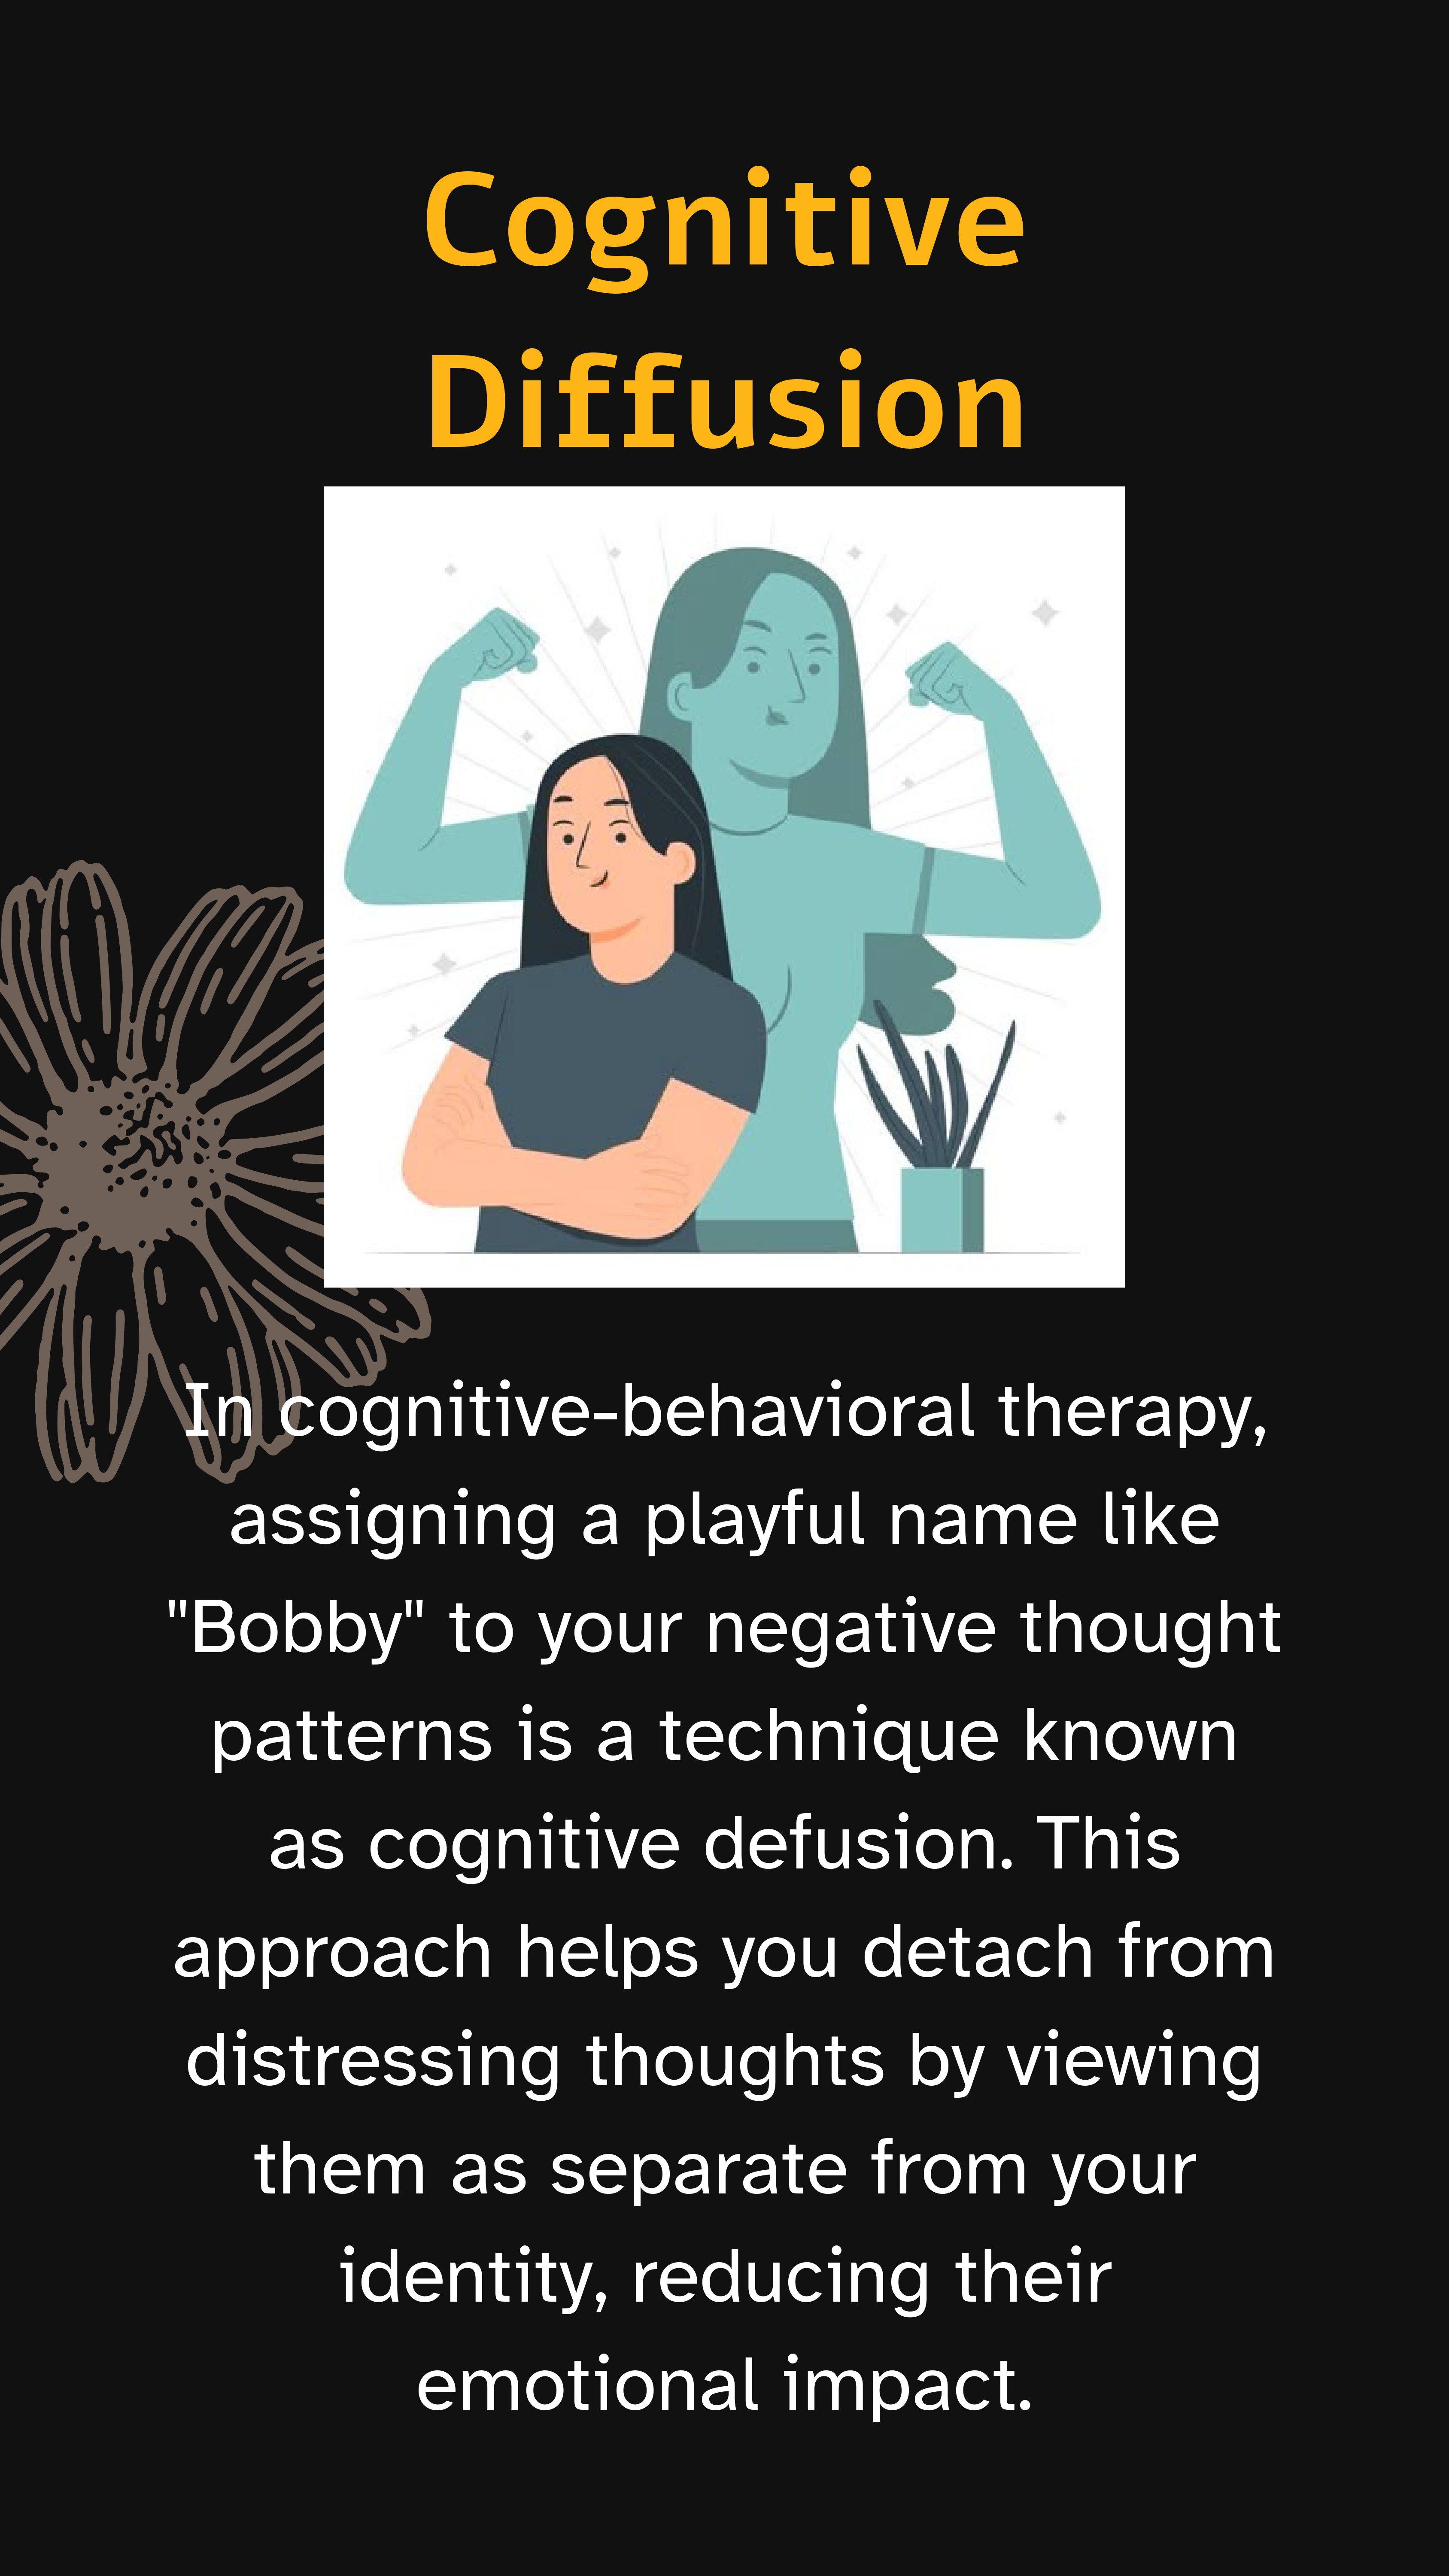 Cognitive
Diffusion
In cognitive-behavioral therapy,
assigning a playful name like
"Bobby" to your negative thought
patterns is a technique known
as cognitive defusion. This
approach helps you detach from
distressing thoughts by viewing
them as separate from your
identity, reducing their
emotional impact.